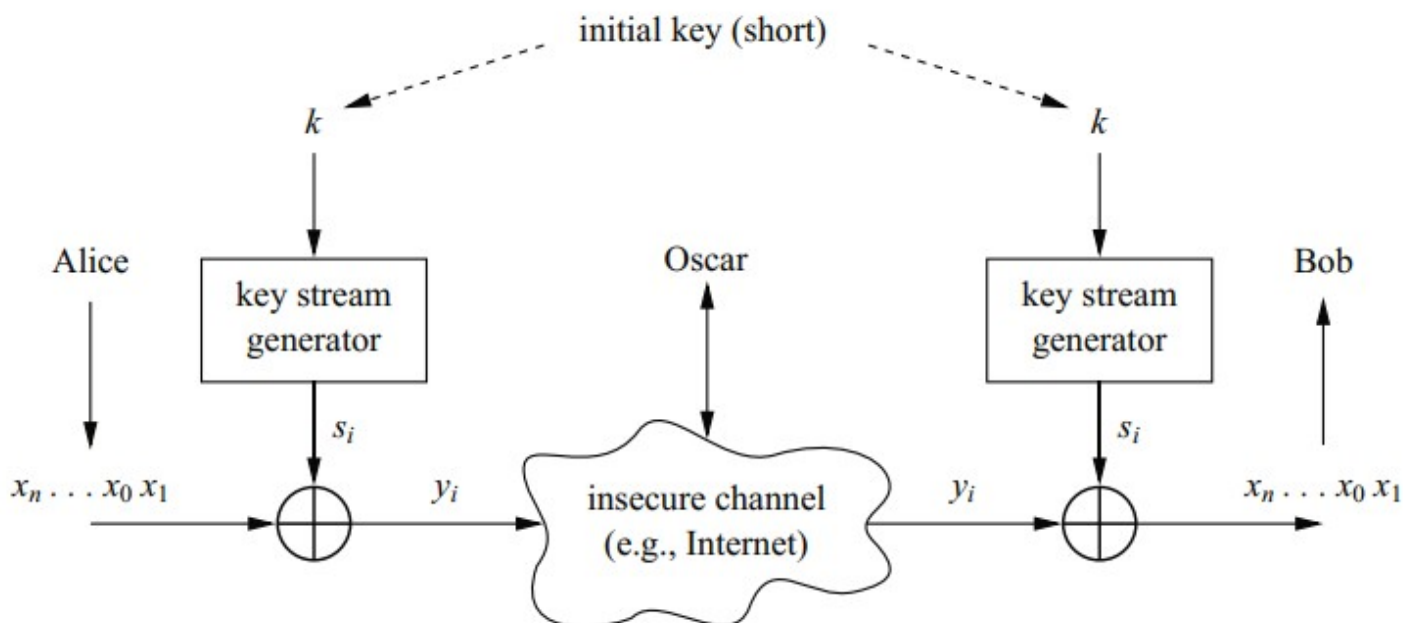 initial key (short)
k
k
Alice
Oscar
Bob
key stream
generator
key stream
generator
s_i
s_i
x_n . . . x_0 x_1
y_i
insecure channel
(e.g., Internet)
y_i
x_n . . . x_0 x_1